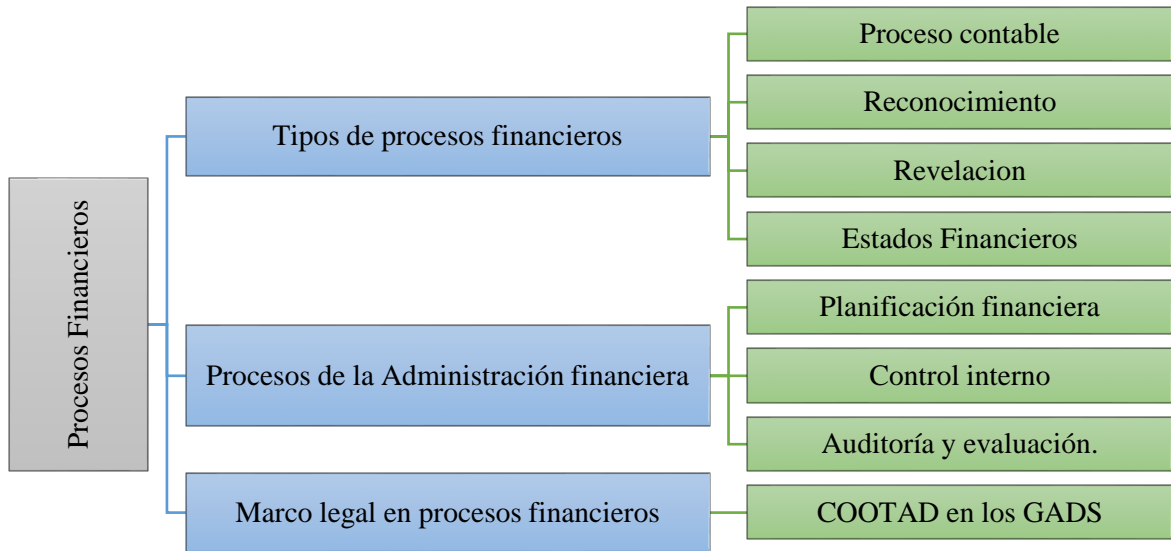 Procesos Financieros
Tipos de procesos financieros
Proceso contable
Reconocimiento
Revelacion
Estados Financieros
Procesos de la Administración financiera
Planificación financiera
Control interno
Auditoría y evaluación.
Marco legal en procesos financieros
COOTAD en los GADS